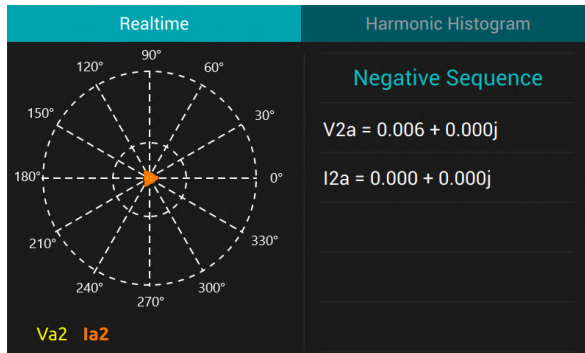 Realtime
Harmonic Histogram
90°
120°
60°
150°
30°
180°
0°
210°
330°
240°
300°
270°
Va2 Ia2
Negative Sequence
V2a = 0.006 + 0.000j
I2a = 0.000 + 0.000j